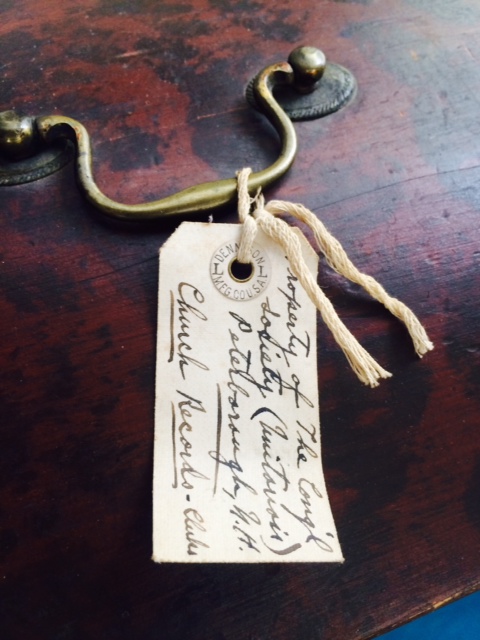 DENNISON
MFG CO USA
Property of The Cong'l
Society (Unitarian)
Peterborough, N.H.
Church Records -